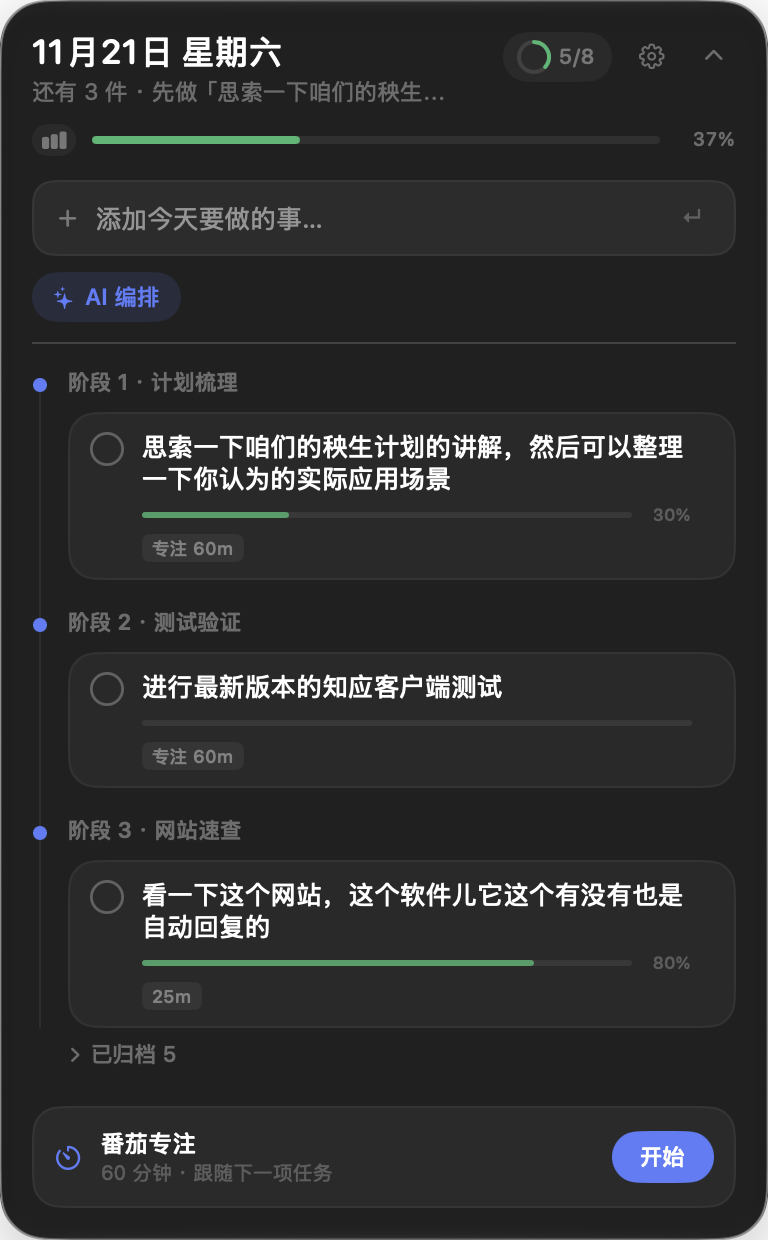 11月21日 星期六
5/8
还有 3 件 · 先做「思索一下咱们的秧生...
37%
添加今天要做的事...
AI 编排
阶段 1 · 计划梳理
思索一下咱们的秧生计划的讲解，然后可以整理
一下你认为的实际应用场景
30%
专注 60m
阶段 2 · 测试验证
进行最新版本的知应客户端测试
专注 60m
阶段 3 · 网站速查
看一下这个网站，这个软件儿它这个有没有也是
自动回复的
80%
25m
已归档 5
番茄专注
60 分钟 · 跟随下一项任务
开始